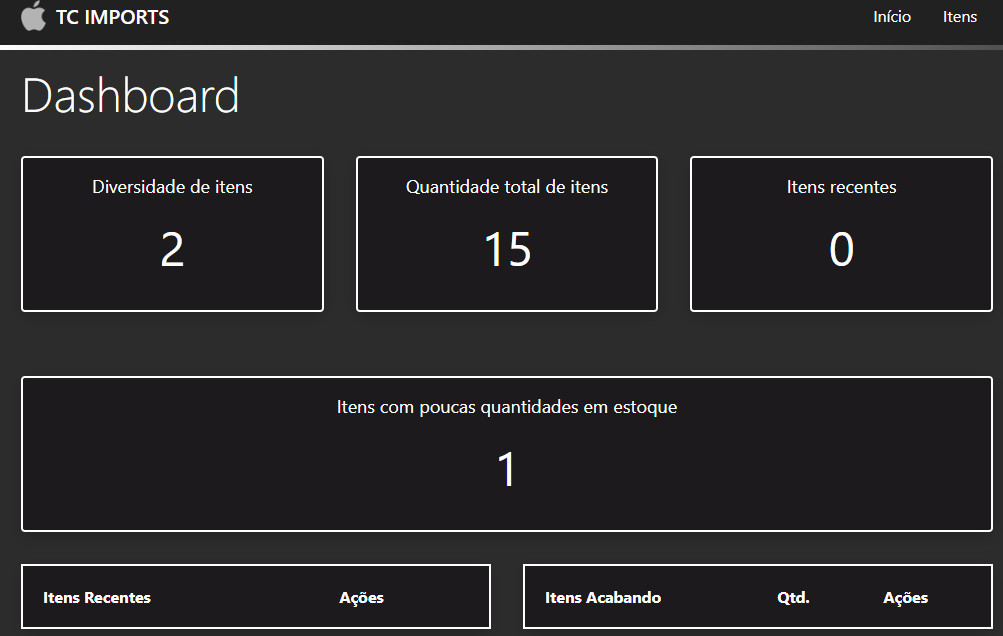 TC IMPORTS
Início Itens
Dashboard
Diversidade de itens
2
Quantidade total de itens
15
Itens recentes
0
Itens com poucas quantidades em estoque
1
Itens Recentes Ações
Itens Acabando Qtd. Ações